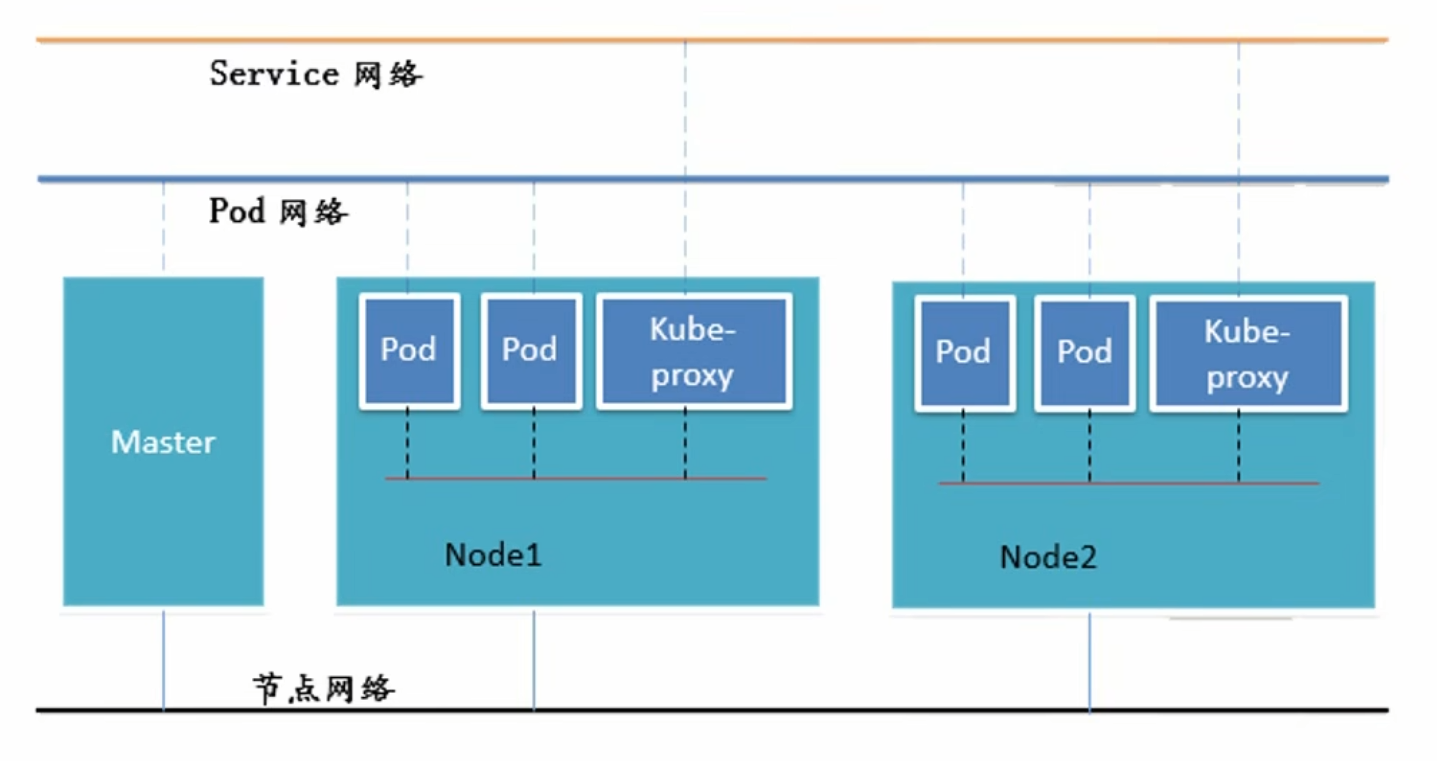 Service 网络
Pod 网络
Master
Pod
Pod
Kube-
proxy
Node1
Pod
Pod
Kube-
proxy
Node2
节点网络